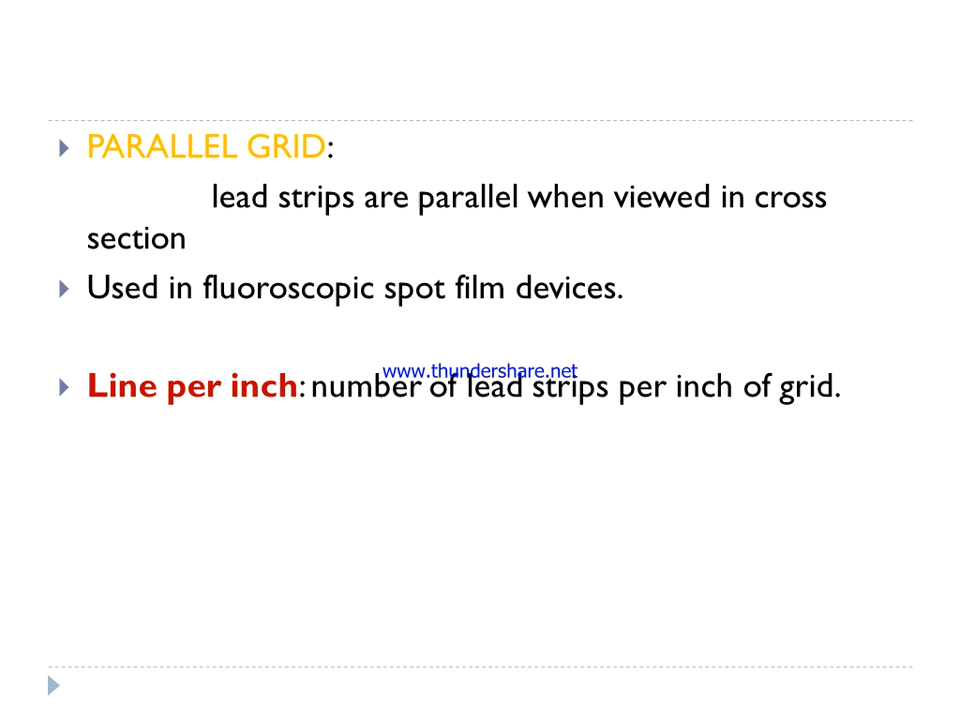 PARALLEL GRID:
lead strips are parallel when viewed in cross
section
Used in fluoroscopic spot film devices.
www.thundershare.net
Line per inch: number of lead strips per inch of grid.